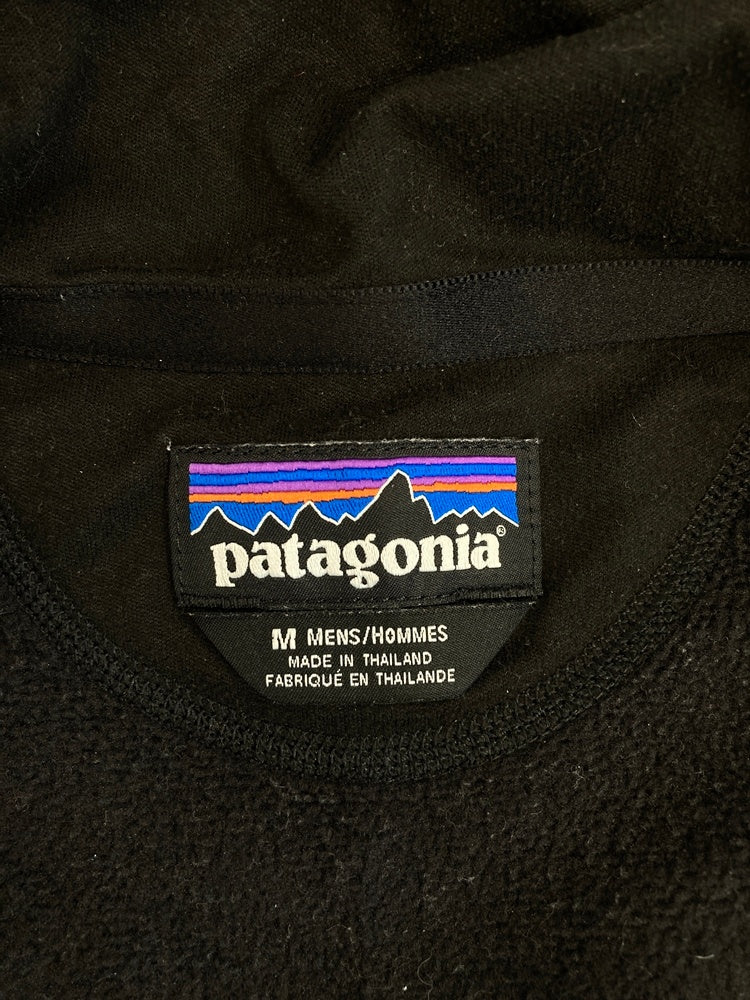 patagonia®
M MENS/HOMMES
MADE IN THAILAND
FABRIQUÉ EN THAILANDE